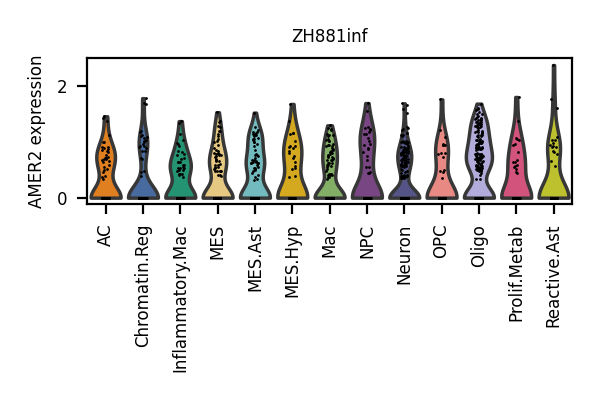 ZH881inf
AMER2 expression
2
0
AC
Chromatin.Reg
Inflammatory.Mac
MES
MES.Ast
MES.Hyp
Mac
NPC
Neuron
OPC
Oligo
Prolif.Metab
Reactive.Ast